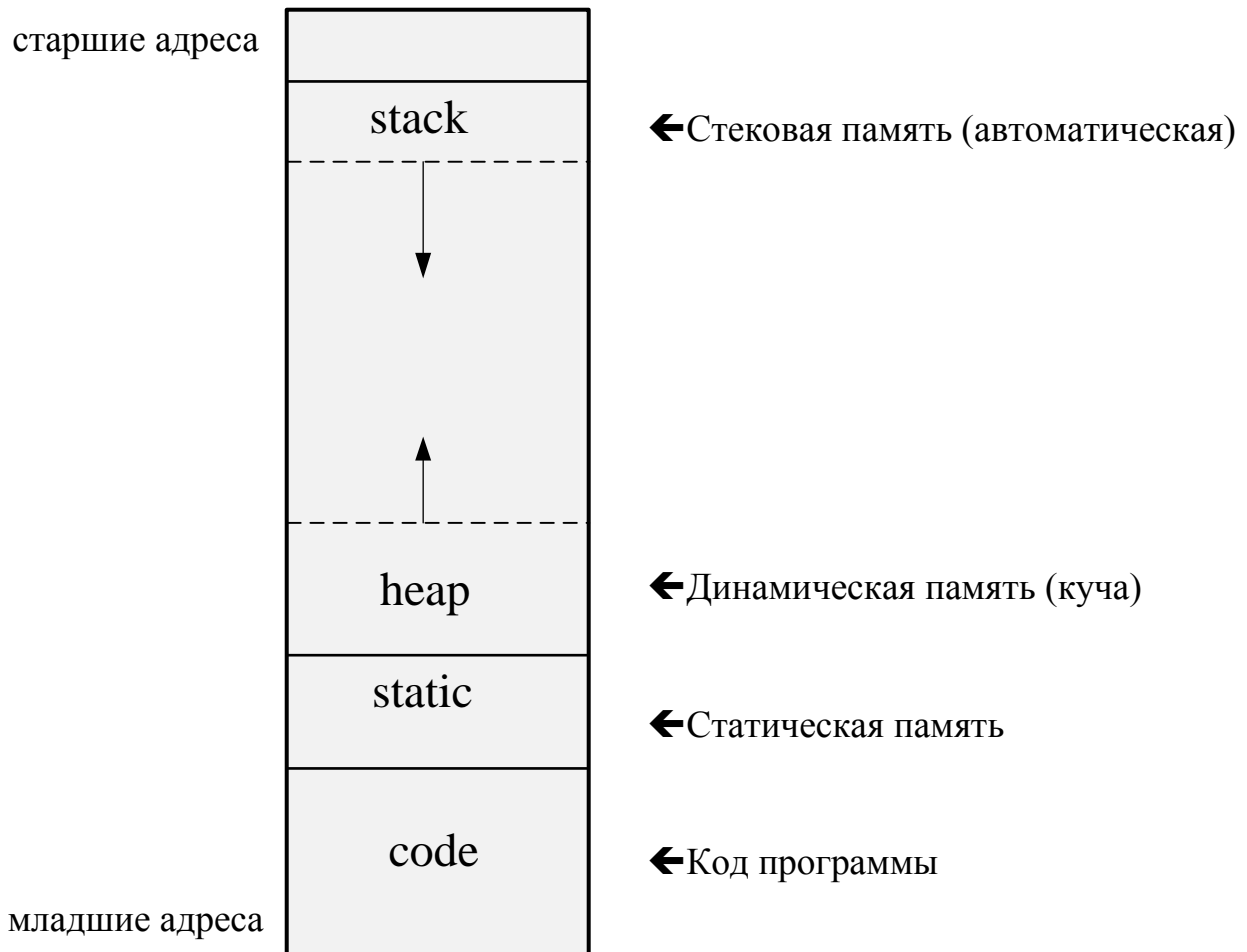 старшие адреса
stack
🡸Стековая память (автоматическая)
heap
🡸Динамическая память (куча)
static
🡸Статическая память
code
🡸Код программы
младшие адреса